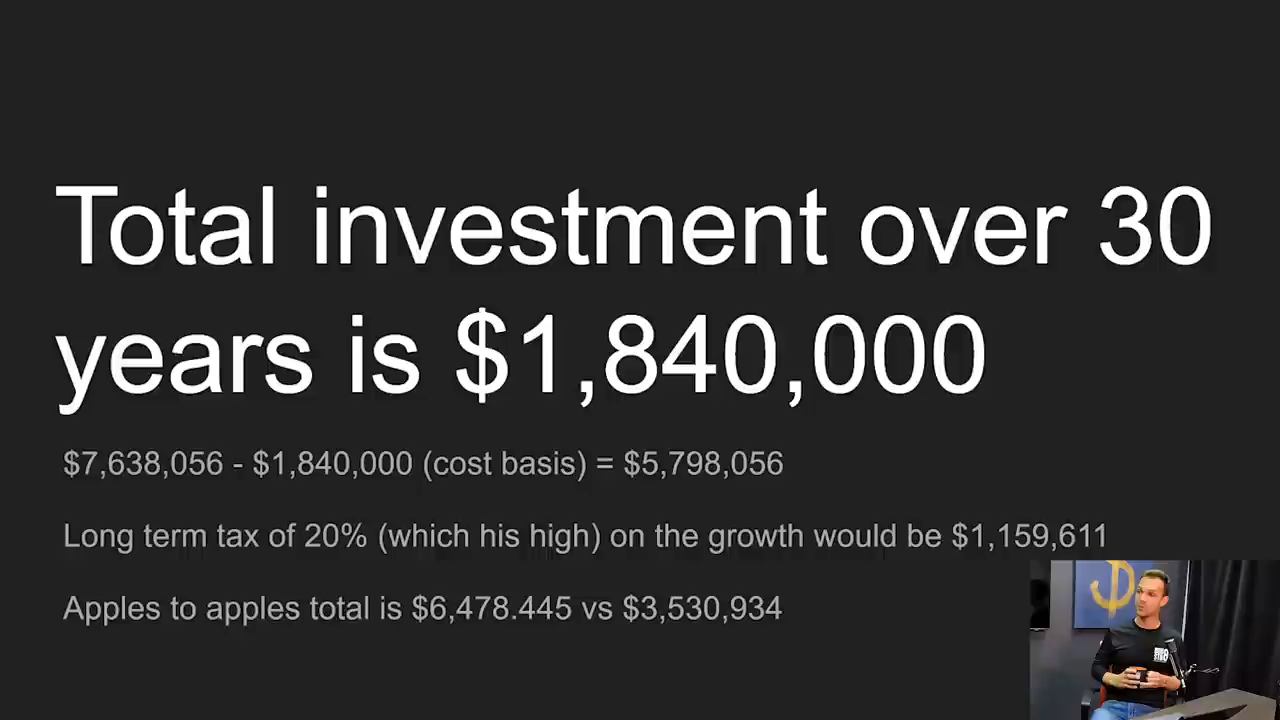 Total investment over 30
years is $1,840,000
$7,638,056 - $1,840,000 (cost basis) = $5,798,056
Long term tax of 20% (which his high) on the growth would be $1,159,611
Apples to apples total is $6,478.445 vs $3,530,934